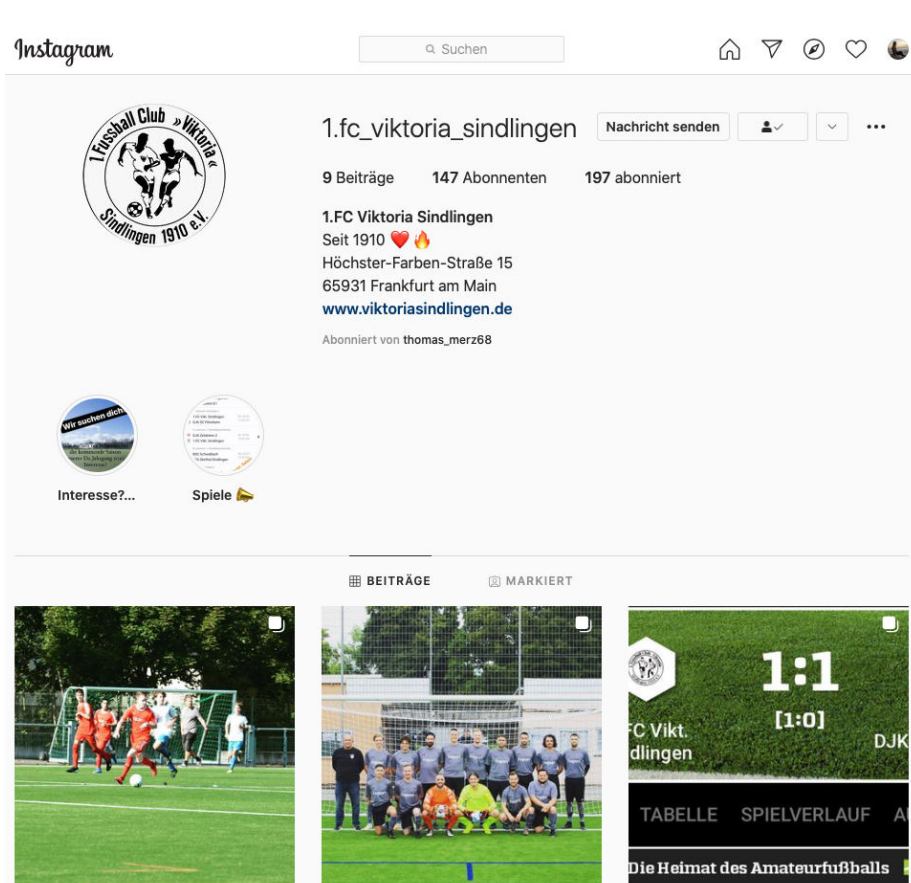 Instagram
Suchen
1.Fussball Club »Viktoria«
Sindlingen 1910 e.V.
1.fc_viktoria_sindlingen Nachricht senden
9 Beiträge 147 Abonnenten 197 abonniert
1.FC Viktoria Sindlingen
Seit 1910 ❤️🔥
Höchster-Farben-Straße 15
65931 Frankfurt am Main
www.viktoriasindlingen.de
Abonniert von thomas_merz68
Wir suchen dich
Interesse?... Spiele 📣
BEITRÄGE MARKIERT
1:1
[1:0]
FC Vikt.
dlingen
DJK
TABELLE SPIELVERLAUF
Die Heimat des Amateurfußballs